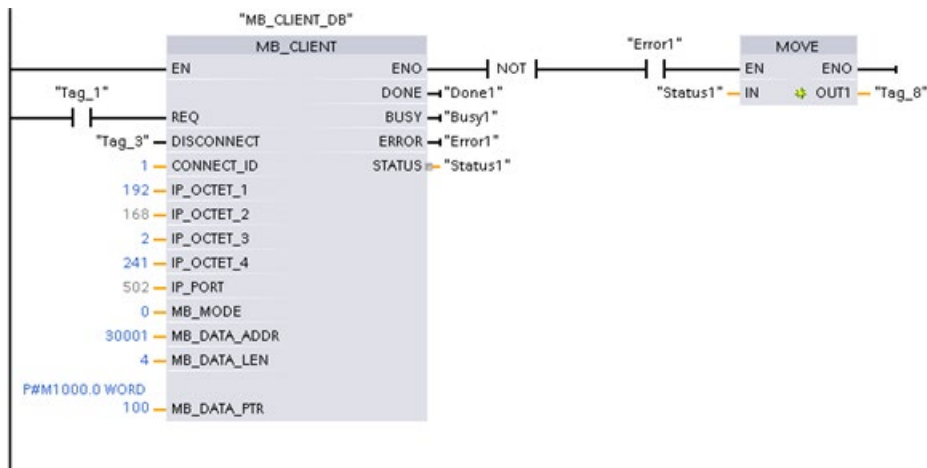 "MB_CLIENT_DB"
MB_CLIENT
"Error1"
MOVE
EN ENO NOT EN ENO
"Tag_1" DONE "Done1" "Status1" IN OUT1 "Tag_8"
REQ BUSY "Busy1"
"Tag_3" DISCONNECT ERROR "Error1"
1 CONNECT_ID STATUS "Status1"
192 IP_OCTET_1
168 IP_OCTET_2
2 IP_OCTET_3
241 IP_OCTET_4
502 IP_PORT
0 MB_MODE
30001 MB_DATA_ADDR
4 MB_DATA_LEN
P#M1000.0 WORD
100 MB_DATA_PTR